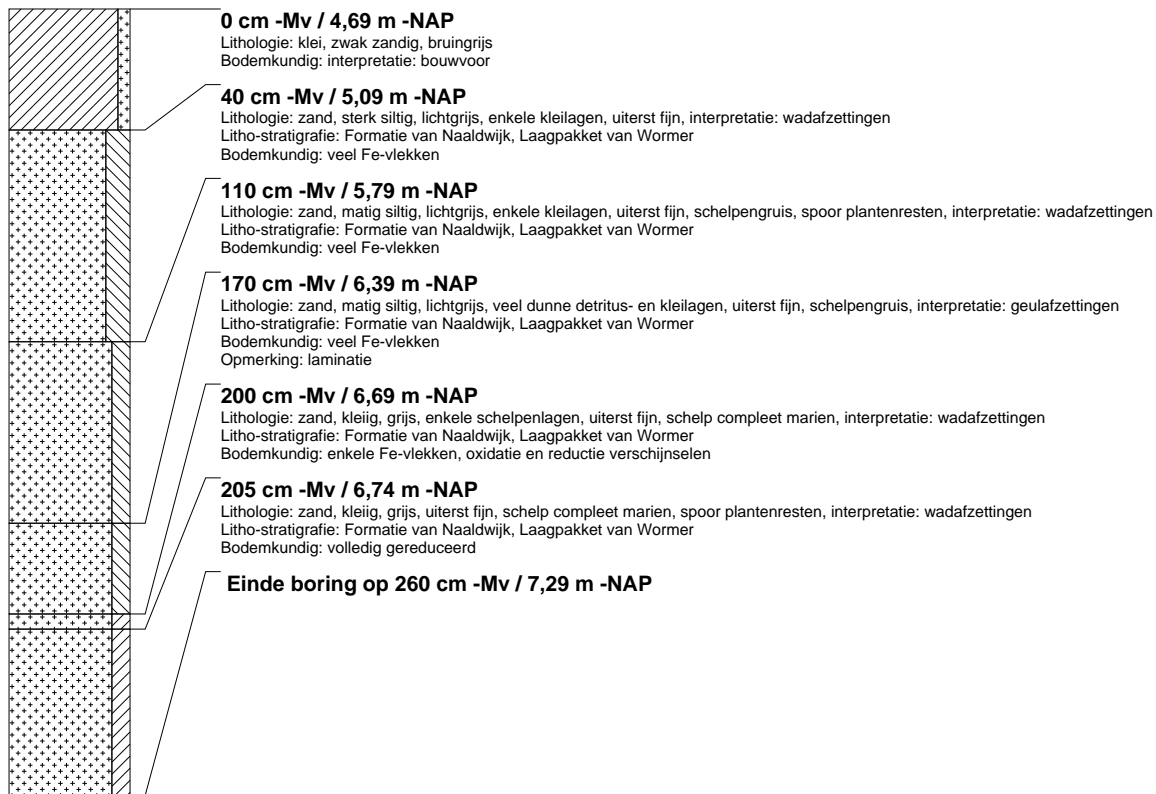 0 cm -Mv / 4,69 m -NAP
Lithologie: klei, zwak zandig, bruingrijs
Bodemkundig: interpretatie: bouwvoor
40 cm -Mv / 5,09 m -NAP
Lithologie: zand, sterk siltig, lichtgrijs, enkele kleilagen, uiterst fijn, interpretatie: wadafzettingen
Litho-stratigrafie: Formatie van Naaldwijk, Laagpakket van Wormer
Bodemkundig: veel Fe-vlekken
110 cm -Mv / 5,79 m -NAP
Lithologie: zand, matig siltig, lichtgrijs, enkele kleilagen, uiterst fijn, schelpengruis, spoor plantenresten, interpretatie: wadafzettingen
Litho-stratigrafie: Formatie van Naaldwijk, Laagpakket van Wormer
Bodemkundig: veel Fe-vlekken
170 cm -Mv / 6,39 m -NAP
Lithologie: zand, matig siltig, lichtgrijs, veel dunne detritus- en kleilagen, uiterst fijn, schelpengruis, interpretatie: geulafzettingen
Litho-stratigrafie: Formatie van Naaldwijk, Laagpakket van Wormer
Bodemkundig: veel Fe-vlekken
Opmerking: laminatie
200 cm -Mv / 6,69 m -NAP
Lithologie: zand, kleiig, grijs, enkele schelpenlagen, uiterst fijn, schelp compleet marien, interpretatie: wadafzettingen
Litho-stratigrafie: Formatie van Naaldwijk, Laagpakket van Wormer
Bodemkundig: enkele Fe-vlekken, oxidatie en reductie verschijnselen
205 cm -Mv / 6,74 m -NAP
Lithologie: zand, kleiig, grijs, uiterst fijn, schelp compleet marien, spoor plantenresten, interpretatie: wadafzettingen
Litho-stratigrafie: Formatie van Naaldwijk, Laagpakket van Wormer
Bodemkundig: volledig gereduceerd
Einde boring op 260 cm -Mv / 7,29 m -NAP